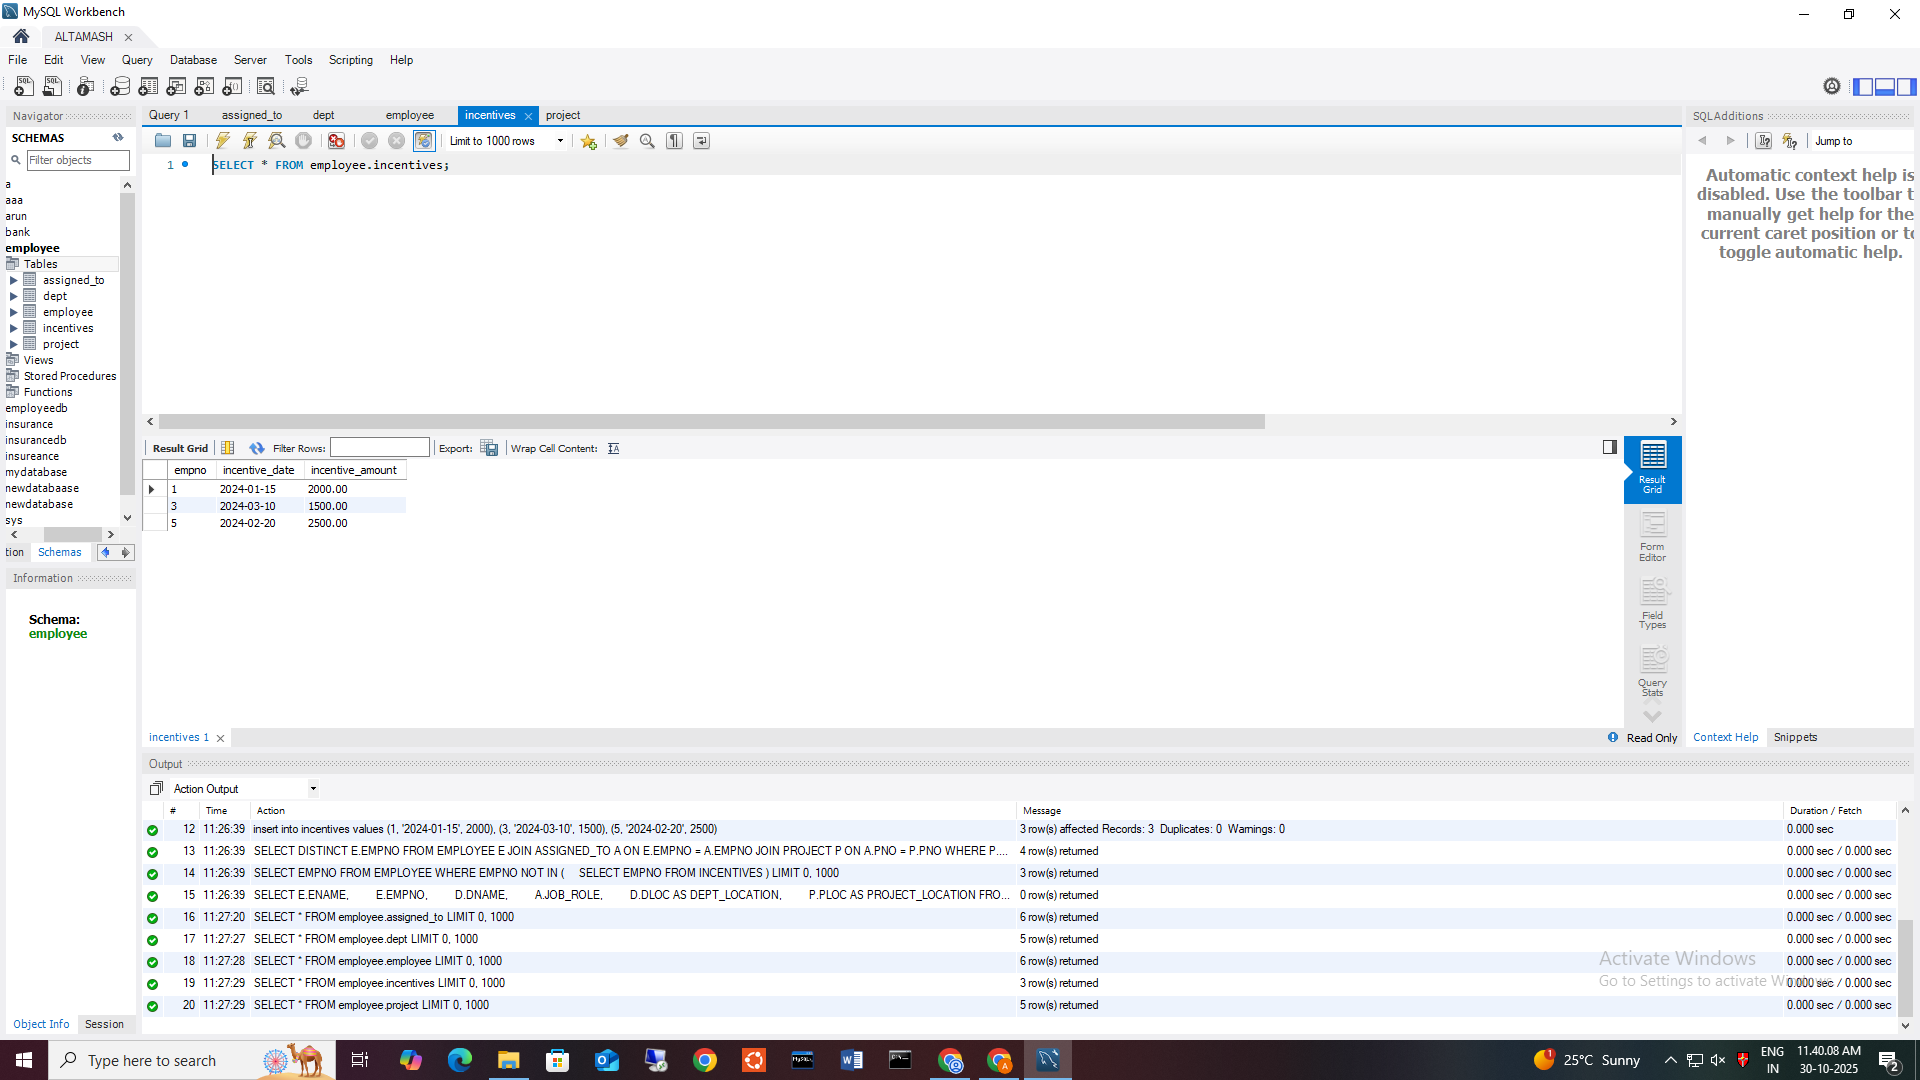 MySQL Workbench
ALTAMASH
File Edit View Query Database Server Tools Scripting Help
Navigator
SCHEMAS
Filter objects
a
aaa
arun
bank
employee
Tables
assigned_to
dept
employee
incentives
project
Views
Stored Procedures
Functions
employeedb
insurance
insurancedb
insureance
mydatabase
newdatabaase
newdatabase
sys
tion Schemas
Information
Schema:
employee
Object Info Session
Query 1 assigned_to dept employee incentives project
Limit to 1000 rows
1 SELECT * FROM employee.incentives;
Result Grid Filter Rows: Export: Wrap Cell Content:
empno incentive_date incentive_amount
1 2024-01-15 2000.00
3 2024-03-10 1500.00
5 2024-02-20 2500.00
Result
Grid
Form
Editor
Field
Types
Query
Stats
incentives 1
Read Only
SQLAdditions
Jump to
Automatic context help is
disabled. Use the toolbar t
manually get help for the
current caret position or to
toggle automatic help.
Context Help Snippets
Output
Action Output
# Time Action Message Duration / Fetch
12 11:26:39 insert into incentives values (1, '2024-01-15', 2000), (3, '2024-03-10', 1500), (5, '2024-02-20', 2500) 3 row(s) affected Records: 3 Duplicates: 0 Warnings: 0 0.000 sec
13 11:26:39 SELECT DISTINCT E.EMPNO FROM EMPLOYEE E JOIN ASSIGNED_TO A ON E.EMPNO = A.EMPNO JOIN PROJECT P ON A.PNO = P.PNO WHERE P.... 4 row(s) returned 0.000 sec / 0.000 sec
14 11:26:39 SELECT EMPNO FROM EMPLOYEE WHERE EMPNO NOT IN ( SELECT EMPNO FROM INCENTIVES ) LIMIT 0, 1000 3 row(s) returned 0.000 sec / 0.000 sec
15 11:26:39 SELECT E.ENAME, E.EMPNO, D.DNAME, A.JOB_ROLE, D.DLOC AS DEPT_LOCATION, P.PLOC AS PROJECT_LOCATION FRO... 0 row(s) returned 0.000 sec / 0.000 sec
16 11:27:20 SELECT * FROM employee.assigned_to LIMIT 0, 1000 6 row(s) returned 0.000 sec / 0.000 sec
17 11:27:27 SELECT * FROM employee.dept LIMIT 0, 1000 5 row(s) returned 0.000 sec / 0.000 sec
18 11:27:28 SELECT * FROM employee.employee LIMIT 0, 1000 6 row(s) returned 0.000 sec / 0.000 sec
19 11:27:29 SELECT * FROM employee.incentives LIMIT 0, 1000 3 row(s) returned 0.000 sec / 0.000 sec
20 11:27:29 SELECT * FROM employee.project LIMIT 0, 1000 5 row(s) returned 0.000 sec / 0.000 sec
Activate Windows
Go to Settings to activate Windows.
Type here to search
25°C Sunny
ENG
IN
11.40.08 AM
30-10-2025
2